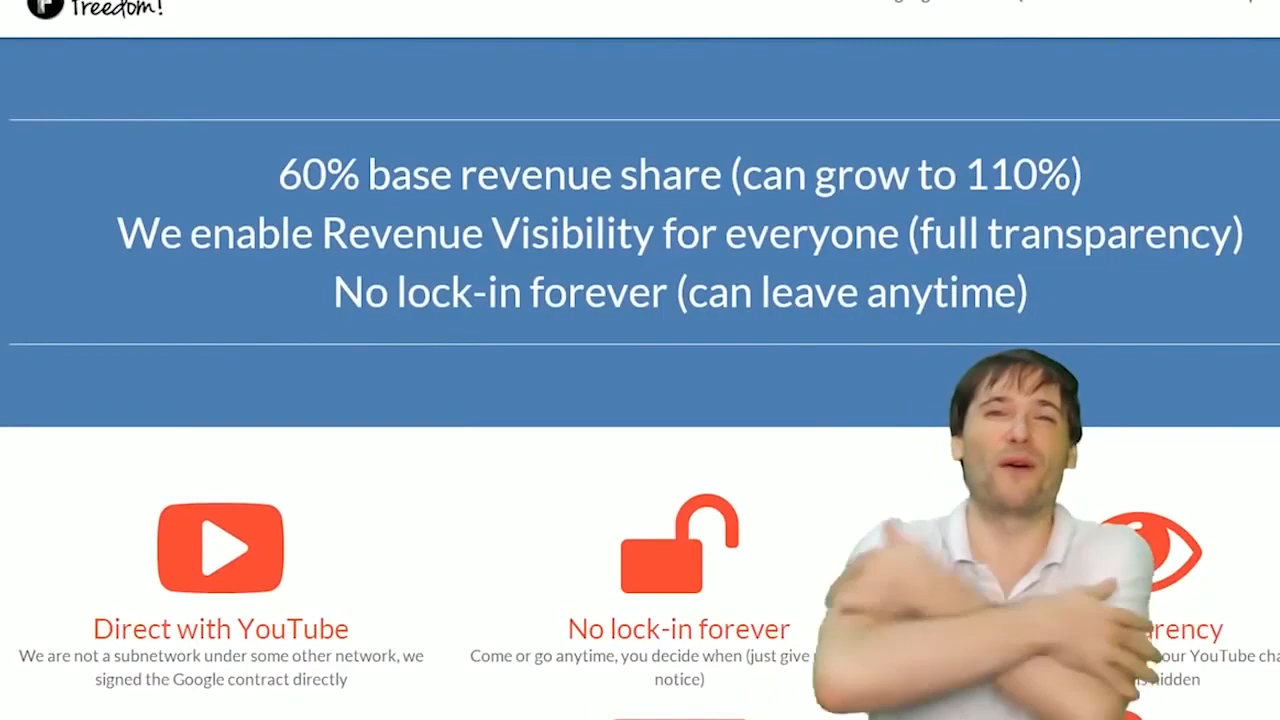 freedom!
60% base revenue share (can grow to 110%)
We enable Revenue Visibility for everyone (full transparency)
No lock-in forever (can leave anytime)
Direct with YouTube
We are not a subnetwork under some other network, we
signed the Google contract directly
No lock-in forever
Come or go anytime, you decide when (just give
notice)
rency
our YouTube cha
hidden